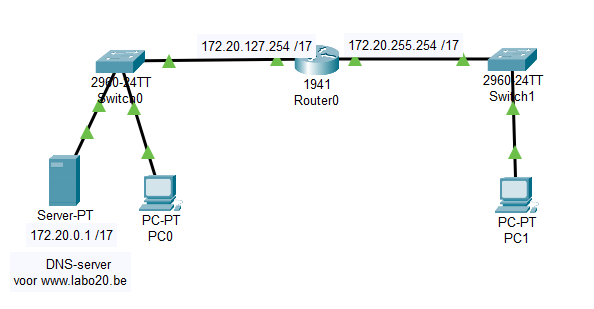 172.20.127.254 /17
172.20.255.254 /17
2960-24TT
Switch0
1941
Router0
2960-24TT
Switch1
Server-PT
172.20.0.1 /17
DNS-server
voor www.labo20.be
PC-PT
PC0
PC-PT
PC1